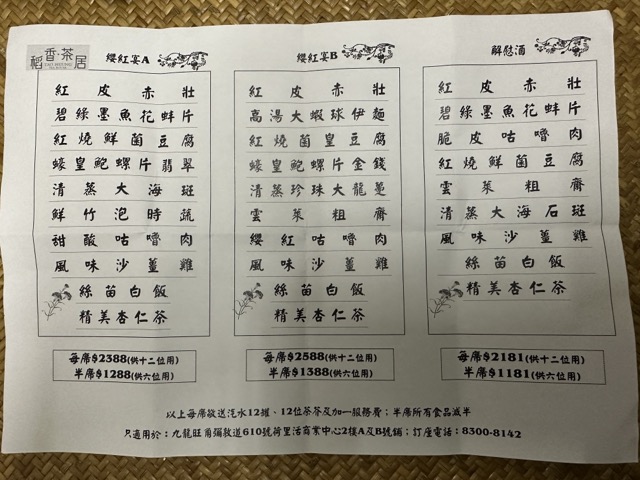 稻香·茶居
纓紅宴A
紅皮赤壯
碧綠墨魚花蚌片
紅燒鮮菌豆腐
蠔皇鮑螺片翡翠
清蒸大海斑
鮮竹泡時蔬
甜酸咕嚕肉
風味沙薑雞
絲苗白飯
精美杏仁茶
每席$2388(供十二位用)
半席$1288(供六位用)
纓紅宴B
紅皮赤壯
高湯大蝦球伊麵
紅燒菌皇豆腐
蠔皇鮑螺片金錢
清蒸珍珠大龍躉
雲萊粗齋
纓紅咕嚕肉
風味沙薑雞
絲苗白飯
精美杏仁茶
每席$2588(供十二位用)
半席$1388(供六位用)
解慰酒
紅皮赤壯
碧綠墨魚花蚌片
脆皮咕嚕肉
紅燒鮮菌豆腐
雲萊粗齋
清蒸大海石斑
風味沙薑雞
絲苗白飯
精美杏仁茶
每席$2181(供十二位用)
半席$1181(供六位用)
以上每席敬送汽水12罐、12位茶芥及加一服務費；半席所有食品減半
只適用於：九龍旺角彌敦道610號荷里活商業中心2樓A及B號舖；訂座電話：8300-8142